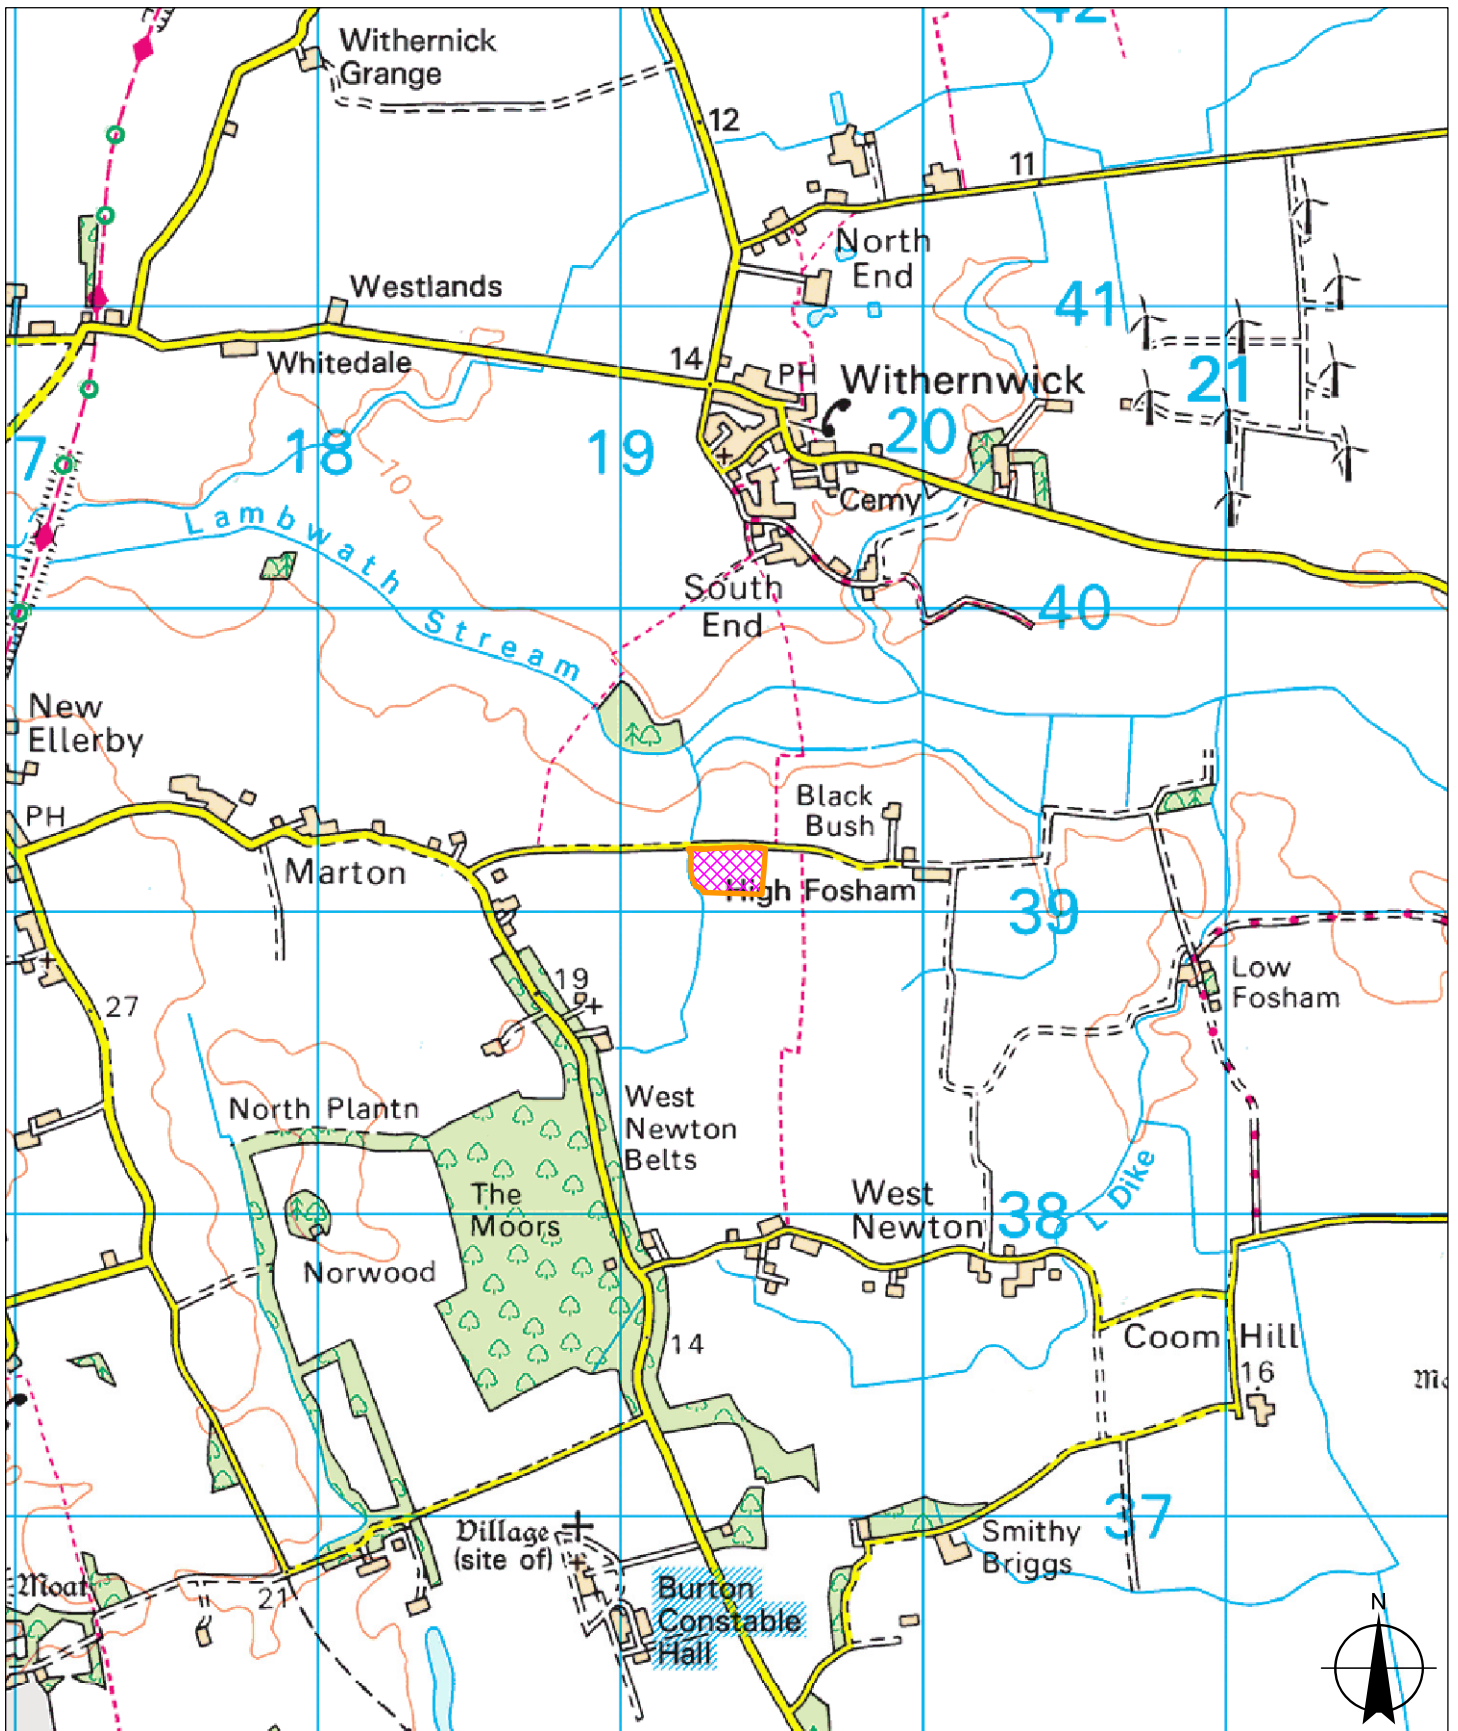 42
Withernick
Grange
12
11
North
End
Westlands
41
Whitedale
14
PH
Withernwick
21
7
18
19
20
10
Cemy
Lambwath Stream
South
End
40
New
Ellerby
PH
Black
Bush
Marton
High Fosham
39
19
Low
Fosham
27
North Plantn
West
Newton
Belts
The
Moors
West
Newton
38
L Dike
Norwood
14
Coom Hill
16
Village
(site of)
Smithy
Briggs
37
Moat
21
Burton
Constable
Hall
N